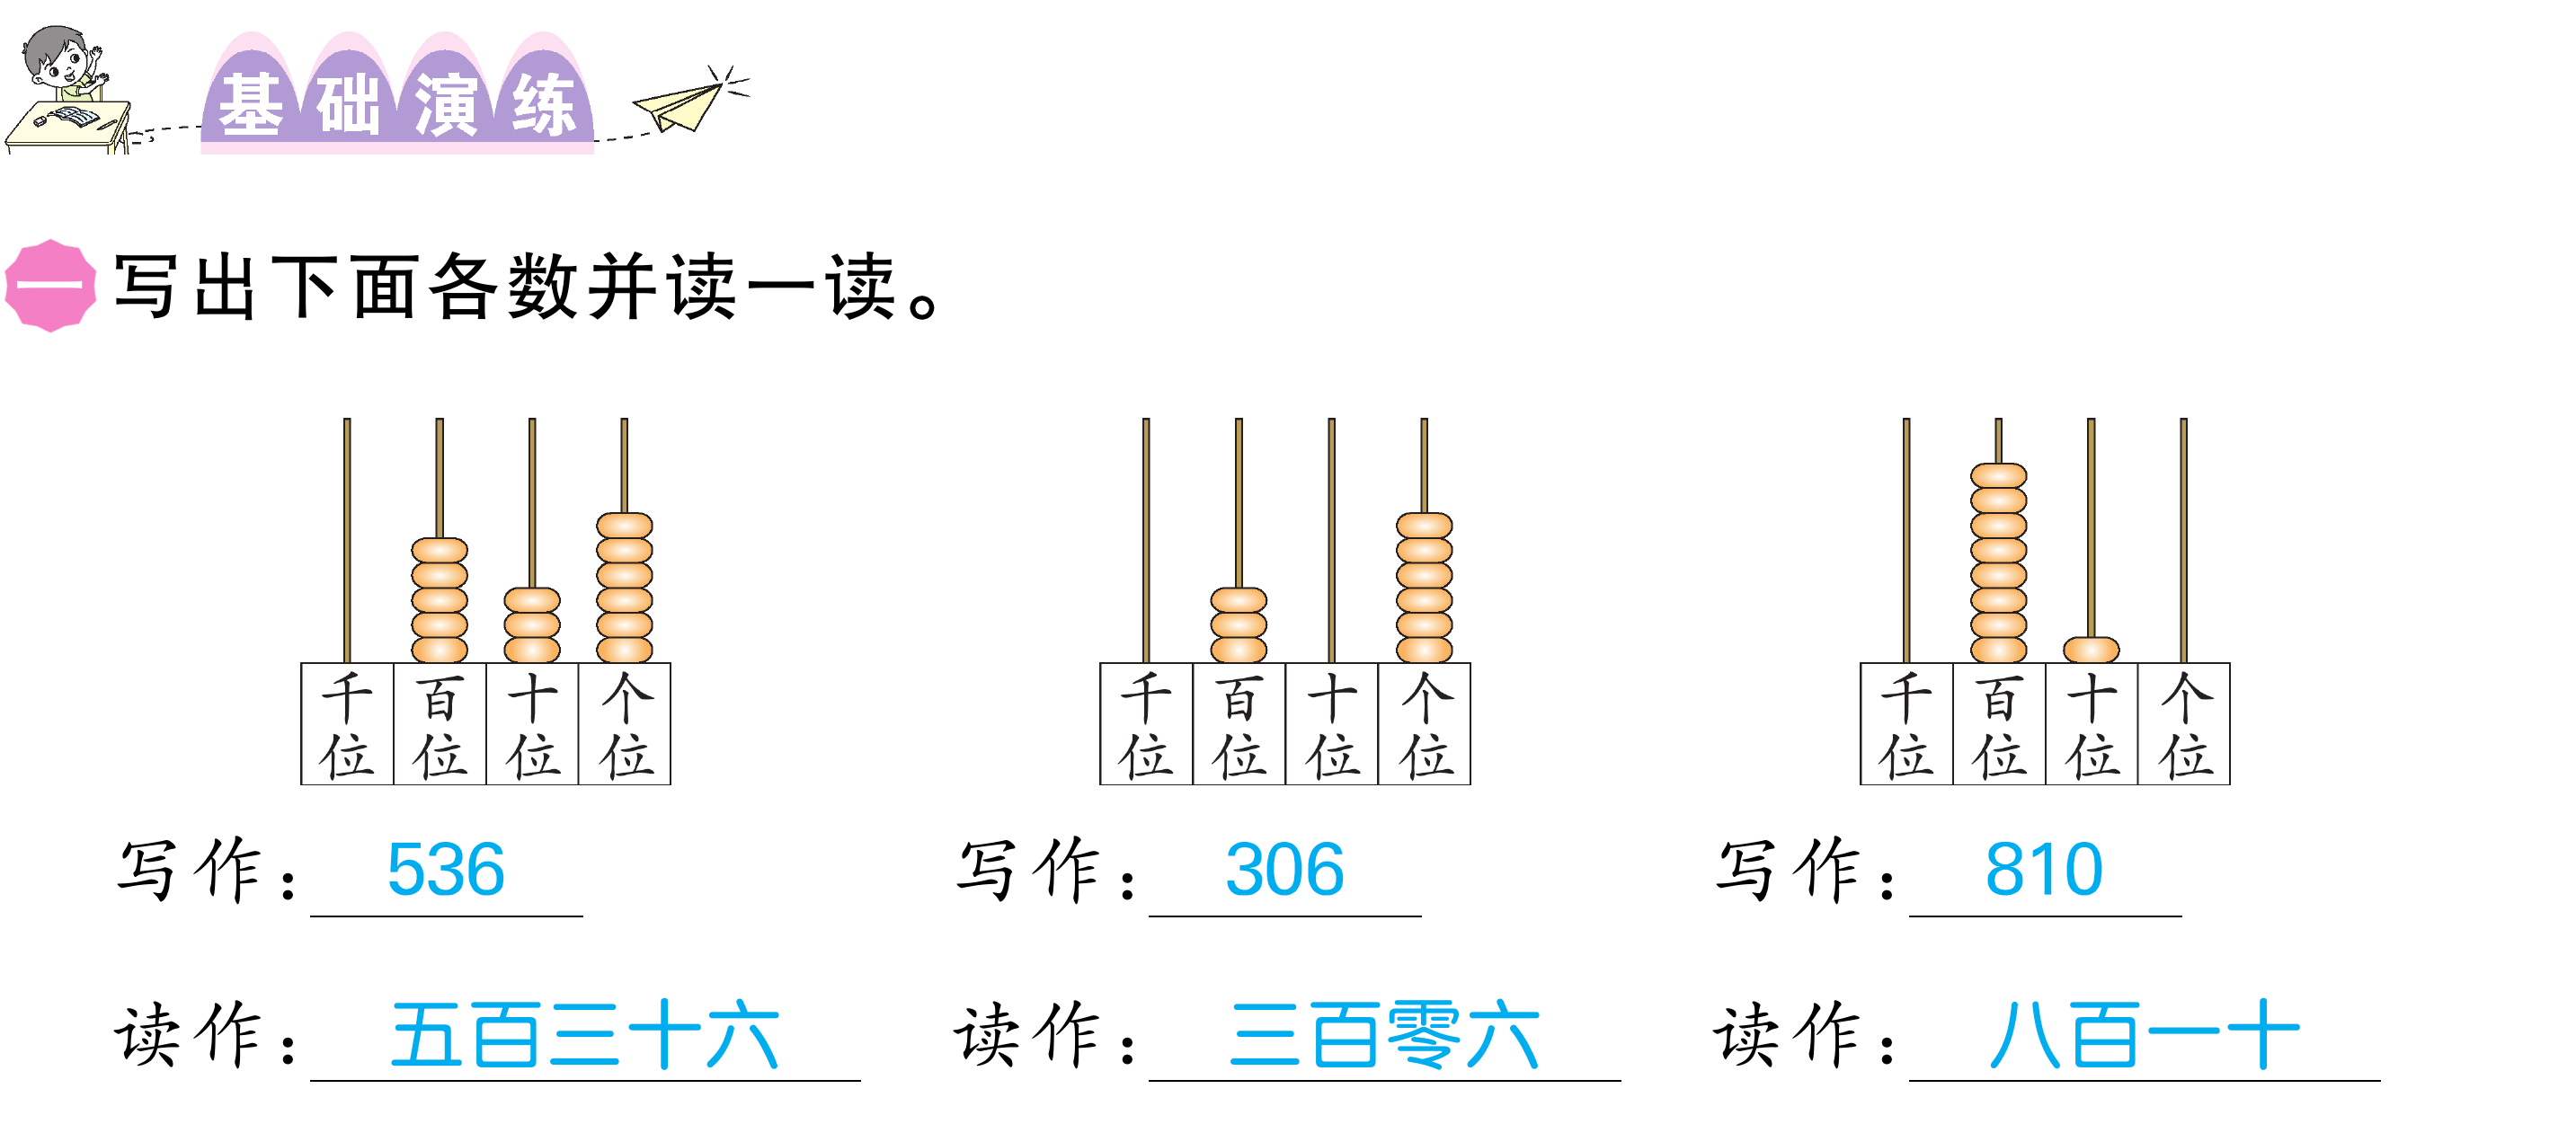 基础演练
一 写出下面各数并读一读。
千位 百位 十位 个位
千位 百位 十位 个位
千位 百位 十位 个位
写作：536 写作：306 写作：810
读作：五百三十六 读作：三百零六 读作：八百一十